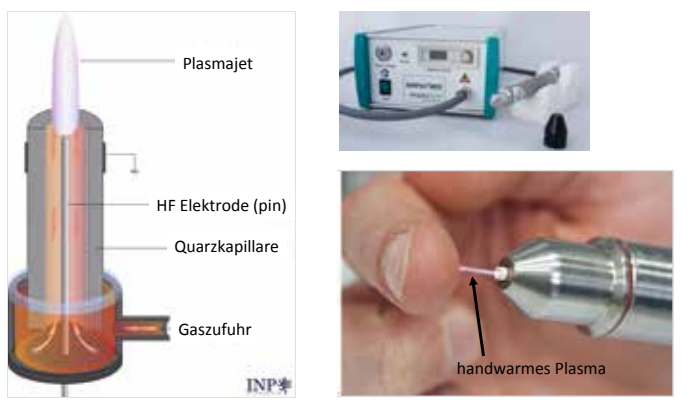 Plasmajet
HF Elektrode (pin)
Quarzkapillare
Gaszufuhr
INP
handwarmes Plasma